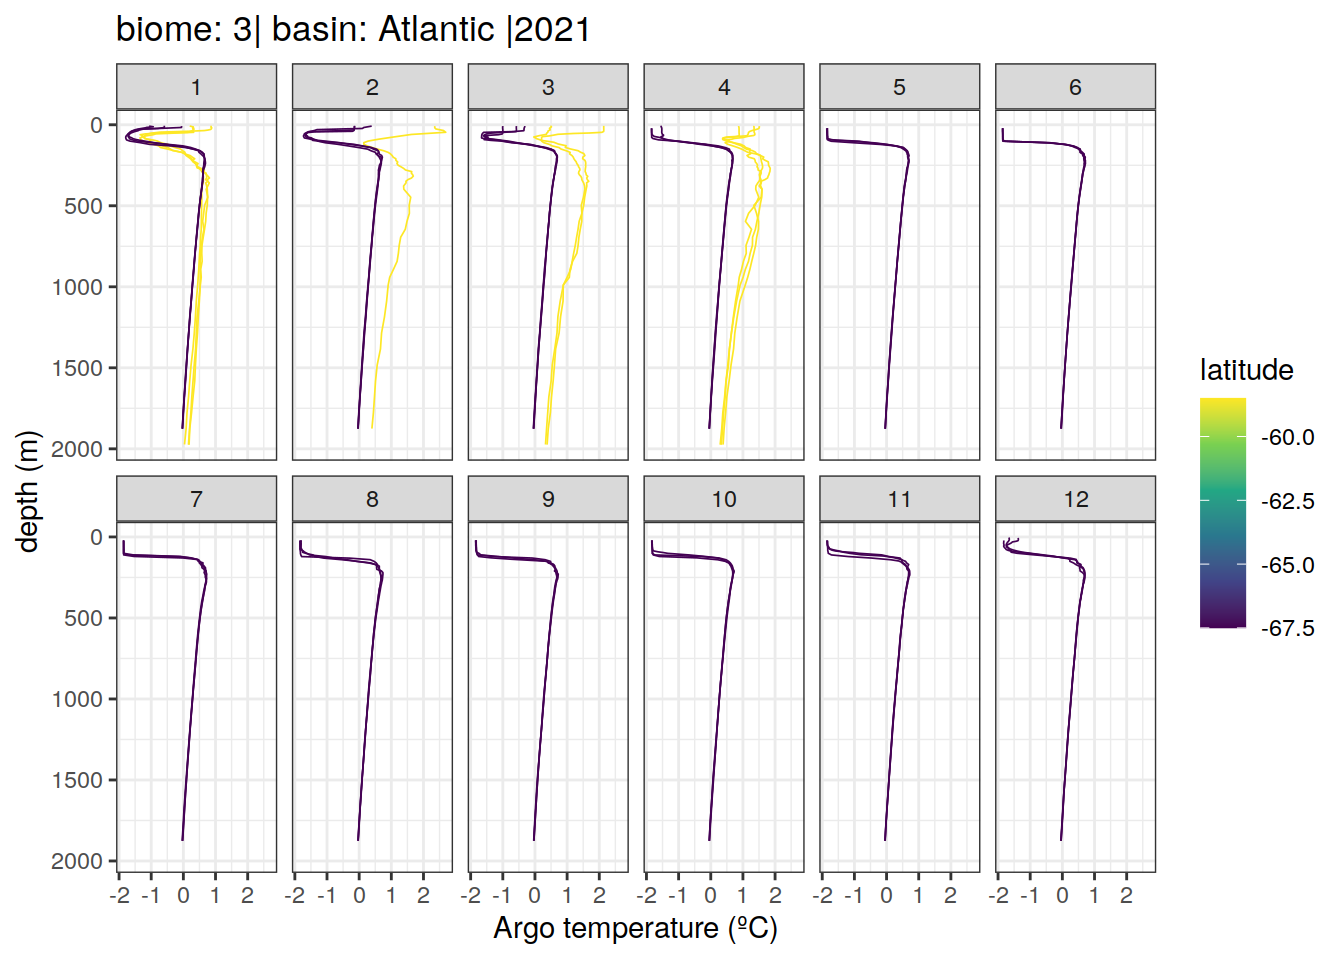 biome: 3| basin: Atlantic |2021
1 2 3 4 5 6
0
500
1000
1500
2000
7 8 9 10 11 12
0
500
1000
1500
2000
-2 -1 0 1 2 -2 -1 0 1 2 -2 -1 0 1 2 -2 -1 0 1 2 -2 -1 0 1 2 -2 -1 0 1 2
Argo temperature (ºC)
depth (m)
latitude
-60.0
-62.5
-65.0
-67.5